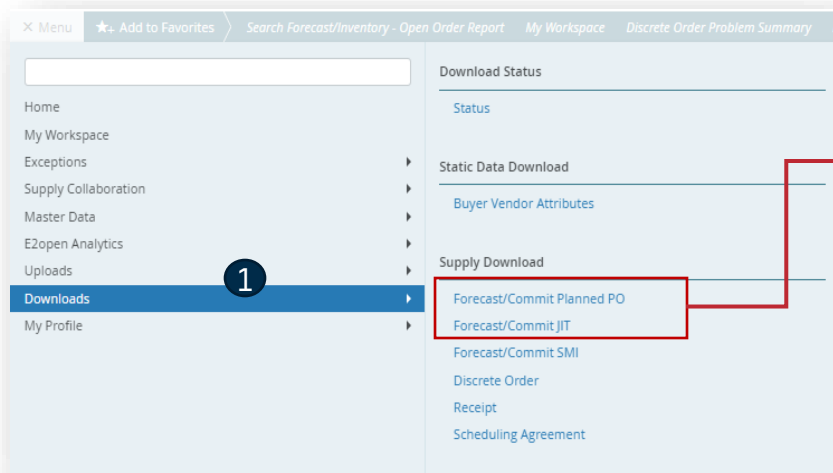 × Menu ★+ Add to Favorites Search Forecast/Inventory - Open Order Report My Workspace Discrete Order Problem Summary
Home
My Workspace
Exceptions
Supply Collaboration
Master Data
E2open Analytics
Uploads
1
Downloads
My Profile
Download Status
Status
Static Data Download
Buyer Vendor Attributes
Supply Download
Forecast/Commit Planned PO
Forecast/Commit JIT
Forecast/Commit SMI
Discrete Order
Receipt
Scheduling Agreement